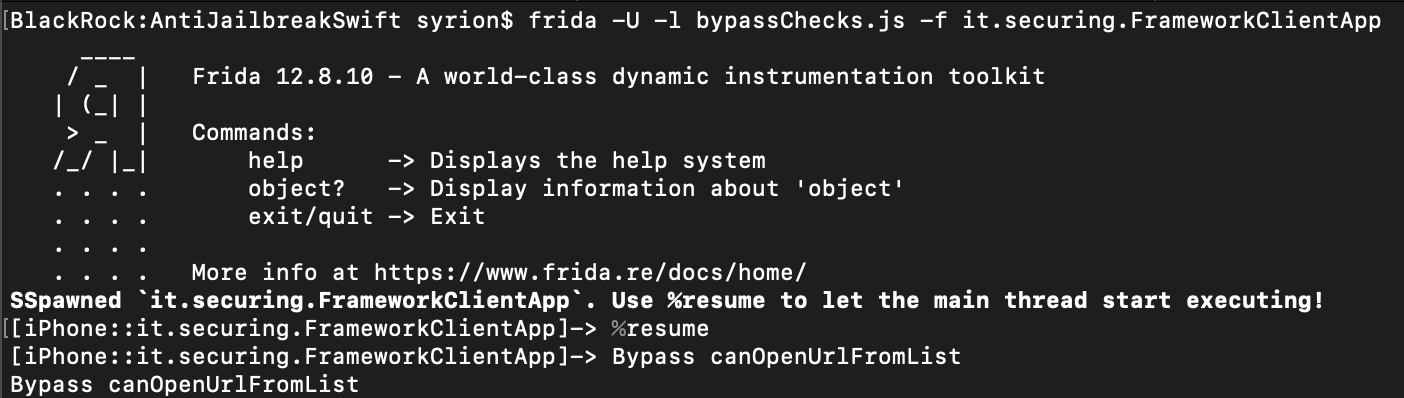 [BlackRock:AntiJailbreakSwift syrion$ frida -U -l bypassChecks.js -f it.securing.FrameworkClientApp
     ____
    / _  |   Frida 12.8.10 - A world-class dynamic instrumentation toolkit
   | (_| |
    > _  |   Commands:
   /_/ |_|       help      -> Displays the help system
   . . . .       object?   -> Display information about 'object'
   . . . .       exit/quit -> Exit
   . . . .
   . . . .   More info at https://www.frida.re/docs/home/
SSpawned `it.securing.FrameworkClientApp`. Use %resume to let the main thread start executing!
[[iPhone::it.securing.FrameworkClientApp]-> %resume
[iPhone::it.securing.FrameworkClientApp]-> Bypass canOpenUrlFromList
Bypass canOpenUrlFromList